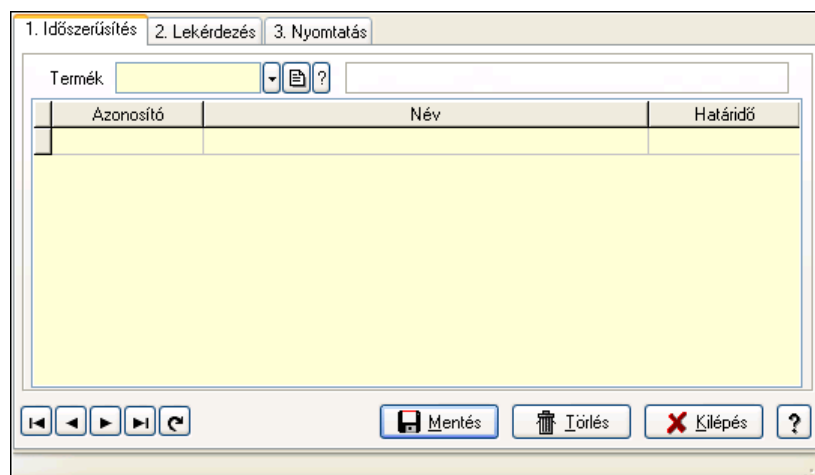 1. Időszerűsítés 2. Lekérdezés 3. Nyomtatás
Termék ?
Azonosító Név Határidő
Mentés Törlés Kilépés ?